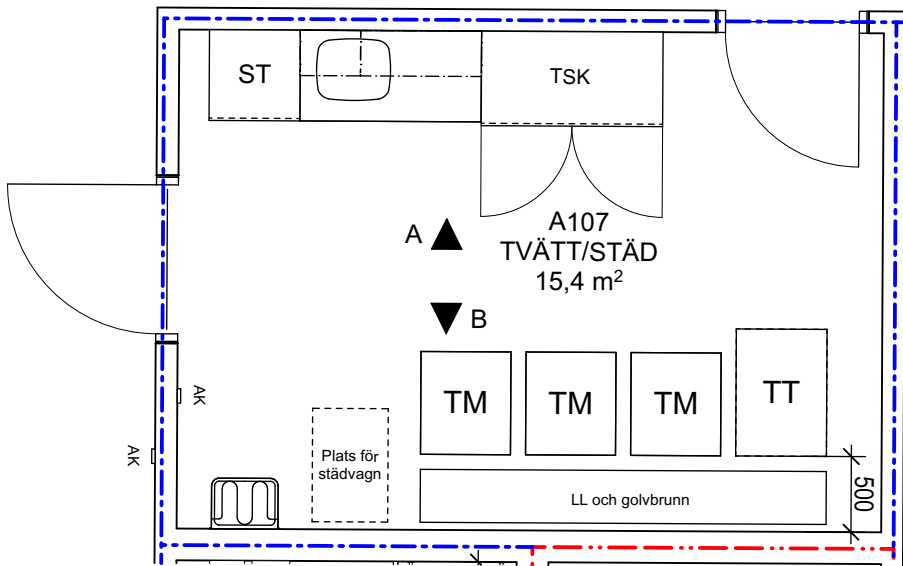 ST
TSK
A107
TVÄTT/STÄD
15,4 m²
A
B
TM
TM
TM
TT
AK
AK
Plats för
städvagn
LL och golvbrunn
500